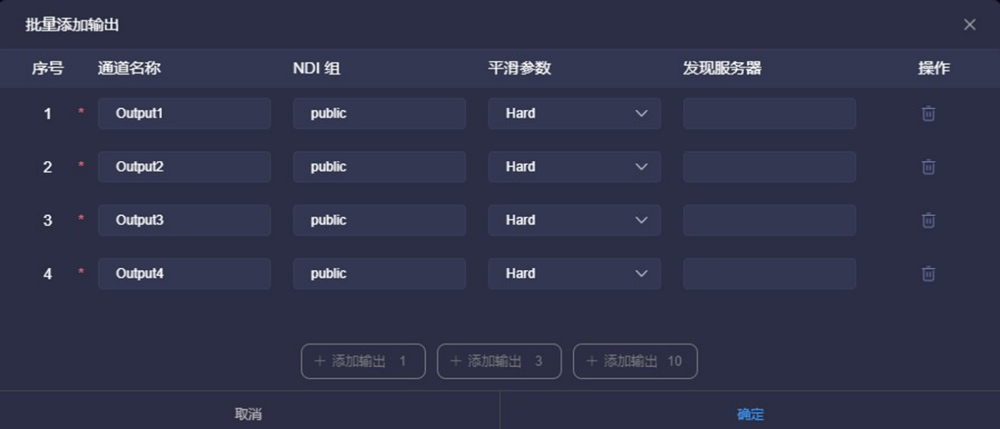 批量添加输出
序号 通道名称 NDI 组 平滑参数 发现服务器 操作
1 * Output1 public Hard
2 * Output2 public Hard
3 * Output3 public Hard
4 * Output4 public Hard
+ 添加输出 1 + 添加输出 3 + 添加输出 10
取消 确定